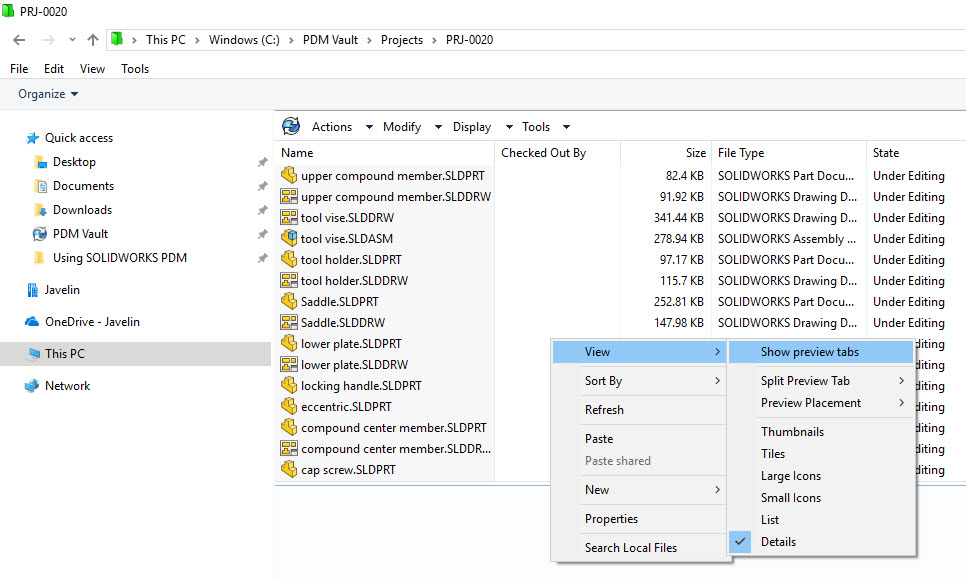 PRJ-0020
This PC > Windows (C:) > PDM Vault > Projects > PRJ-0020
File Edit View Tools
Organize
Quick access
Desktop
Documents
Downloads
PDM Vault
Using SOLIDWORKS PDM
Javelin
OneDrive - Javelin
This PC
Network
Actions Modify Display Tools
Name Checked Out By Size File Type State
upper compound member.SLDPRT 82.4 KB SOLIDWORKS Part Docu... Under Editing
upper compound member.SLDDRW 91.92 KB SOLIDWORKS Drawing D... Under Editing
tool vise.SLDDRW 341.44 KB SOLIDWORKS Drawing D... Under Editing
tool vise.SLDASM 278.94 KB SOLIDWORKS Assembly ... Under Editing
tool holder.SLDPRT 97.17 KB SOLIDWORKS Part Docu... Under Editing
tool holder.SLDDRW 115.7 KB SOLIDWORKS Drawing D... Under Editing
Saddle.SLDPRT 252.81 KB SOLIDWORKS Part Docu... Under Editing
Saddle.SLDDRW 147.98 KB SOLIDWORKS Drawing D... Under Editing
lower plate.SLDPRT
lower plate.SLDDRW
locking handle.SLDPRT
eccentric.SLDPRT
compound center member.SLDPRT
compound center member.SLDDR...
cap screw.SLDPRT
View
Sort By
Refresh
Paste
Paste shared
New
Properties
Search Local Files
Show preview tabs
Split Preview Tab
Preview Placement
Thumbnails
Tiles
Large Icons
Small Icons
List
Details